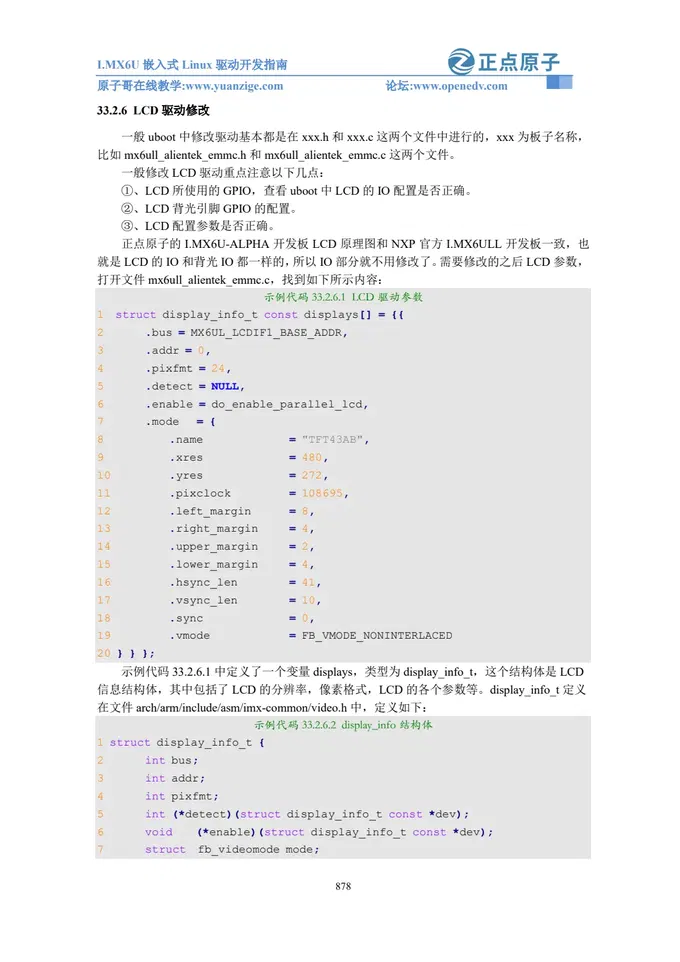 I.MX6U 嵌入式 Linux 驱动开发指南
正点原子
原子哥在线教学:www.yuanzige.com 论坛:www.openedv.com
33.2.6 LCD 驱动修改
一般 uboot 中修改驱动基本都是在 xxx.h 和 xxx.c 这两个文件中进行的，xxx 为板子名称，
比如 mx6ull_alientek_emmc.h 和 mx6ull_alientek_emmc.c 这两个文件。
一般修改 LCD 驱动重点注意以下几点：
①、LCD 所使用的 GPIO，查看 uboot 中 LCD 的 IO 配置是否正确。
②、LCD 背光引脚 GPIO 的配置。
③、LCD 配置参数是否正确。
正点原子的 I.MX6U-ALPHA 开发板 LCD 原理图和 NXP 官方 I.MX6ULL 开发板一致，也
就是 LCD 的 IO 和背光 IO 都一样的，所以 IO 部分就不用修改了。需要修改的之后 LCD 参数，
打开文件 mx6ull_alientek_emmc.c，找到如下所示内容：
示例代码 33.2.6.1 LCD 驱动参数
1 struct display_info_t const displays[] = {{
2 .bus = MX6UL_LCDIF1_BASE_ADDR,
3 .addr = 0,
4 .pixfmt = 24,
5 .detect = NULL,
6 .enable = do_enable_parallel_lcd,
7 .mode = {
8 .name = "TFT43AB",
9 .xres = 480,
10 .yres = 272,
11 .pixclock = 108695,
12 .left_margin = 8,
13 .right_margin = 4,
14 .upper_margin = 2,
15 .lower_margin = 4,
16 .hsync_len = 41,
17 .vsync_len = 10,
18 .sync = 0,
19 .vmode = FB_VMODE_NONINTERLACED
20 } } };
示例代码 33.2.6.1 中定义了一个变量 displays，类型为 display_info_t，这个结构体是 LCD
信息结构体，其中包括了 LCD 的分辨率，像素格式，LCD 的各个参数等。display_info_t 定义
在文件 arch/arm/include/asm/imx-common/video.h 中，定义如下：
示例代码 33.2.6.2 display_info 结构体
1 struct display_info_t {
2 int bus;
3 int addr;
4 int pixfmt;
5 int (*detect)(struct display_info_t const *dev);
6 void (*enable)(struct display_info_t const *dev);
7 struct fb_videomode mode;
878